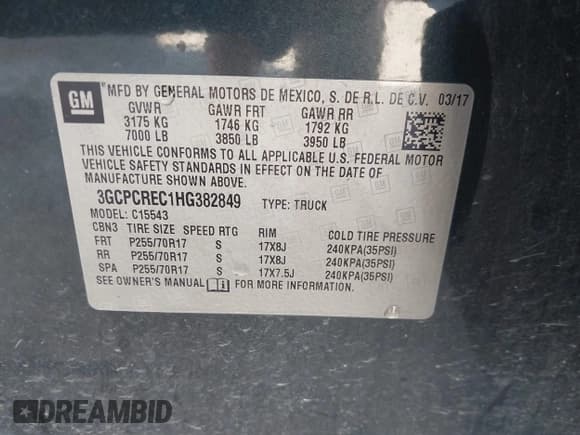 GM
MFD BY GENERAL MOTORS DE MEXICO, S. DE R.L. DE C.V. 03/17
GVWR GAWR FRT GAWR RR
3175 KG 1746 KG 1792 KG
7000 LB 3850 LB 3950 LB
THIS VEHICLE CONFORMS TO ALL APPLICABLE U.S. FEDERAL MOTOR
VEHICLE SAFETY STANDARDS IN EFFECT ON THE DATE OF
MANUFACTURE SHOWN ABOVE.
3GCPCREC1HG382849 TYPE: TRUCK
MODEL: C15543
CBN3 TIRE SIZE SPEED RTG RIM COLD TIRE PRESSURE
FRT P255/70R17 S 17X8J 240KPA(35PSI)
RR P255/70R17 S 17X8J 240KPA(35PSI)
SPA P255/70R17 S 17X7.5J 240KPA(35PSI)
SEE OWNER'S MANUAL FOR MORE INFORMATION.
DREAMBID